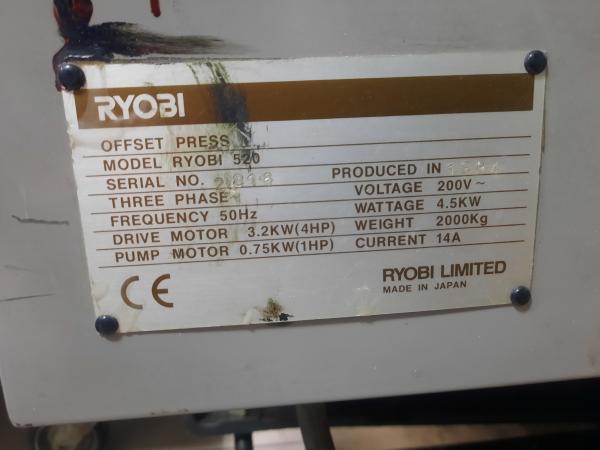 RYOBI
OFFSET PRESS
MODEL RYOBI 520
SERIAL NO. PRODUCED IN
THREE PHASE VOLTAGE 200V~
FREQUENCY 50Hz WATTAGE 4.5KW
DRIVE MOTOR 3.2KW(4HP) WEIGHT 2000Kg
PUMP MOTOR 0.75KW(1HP) CURRENT 14A
CE RYOBI LIMITED
MADE IN JAPAN